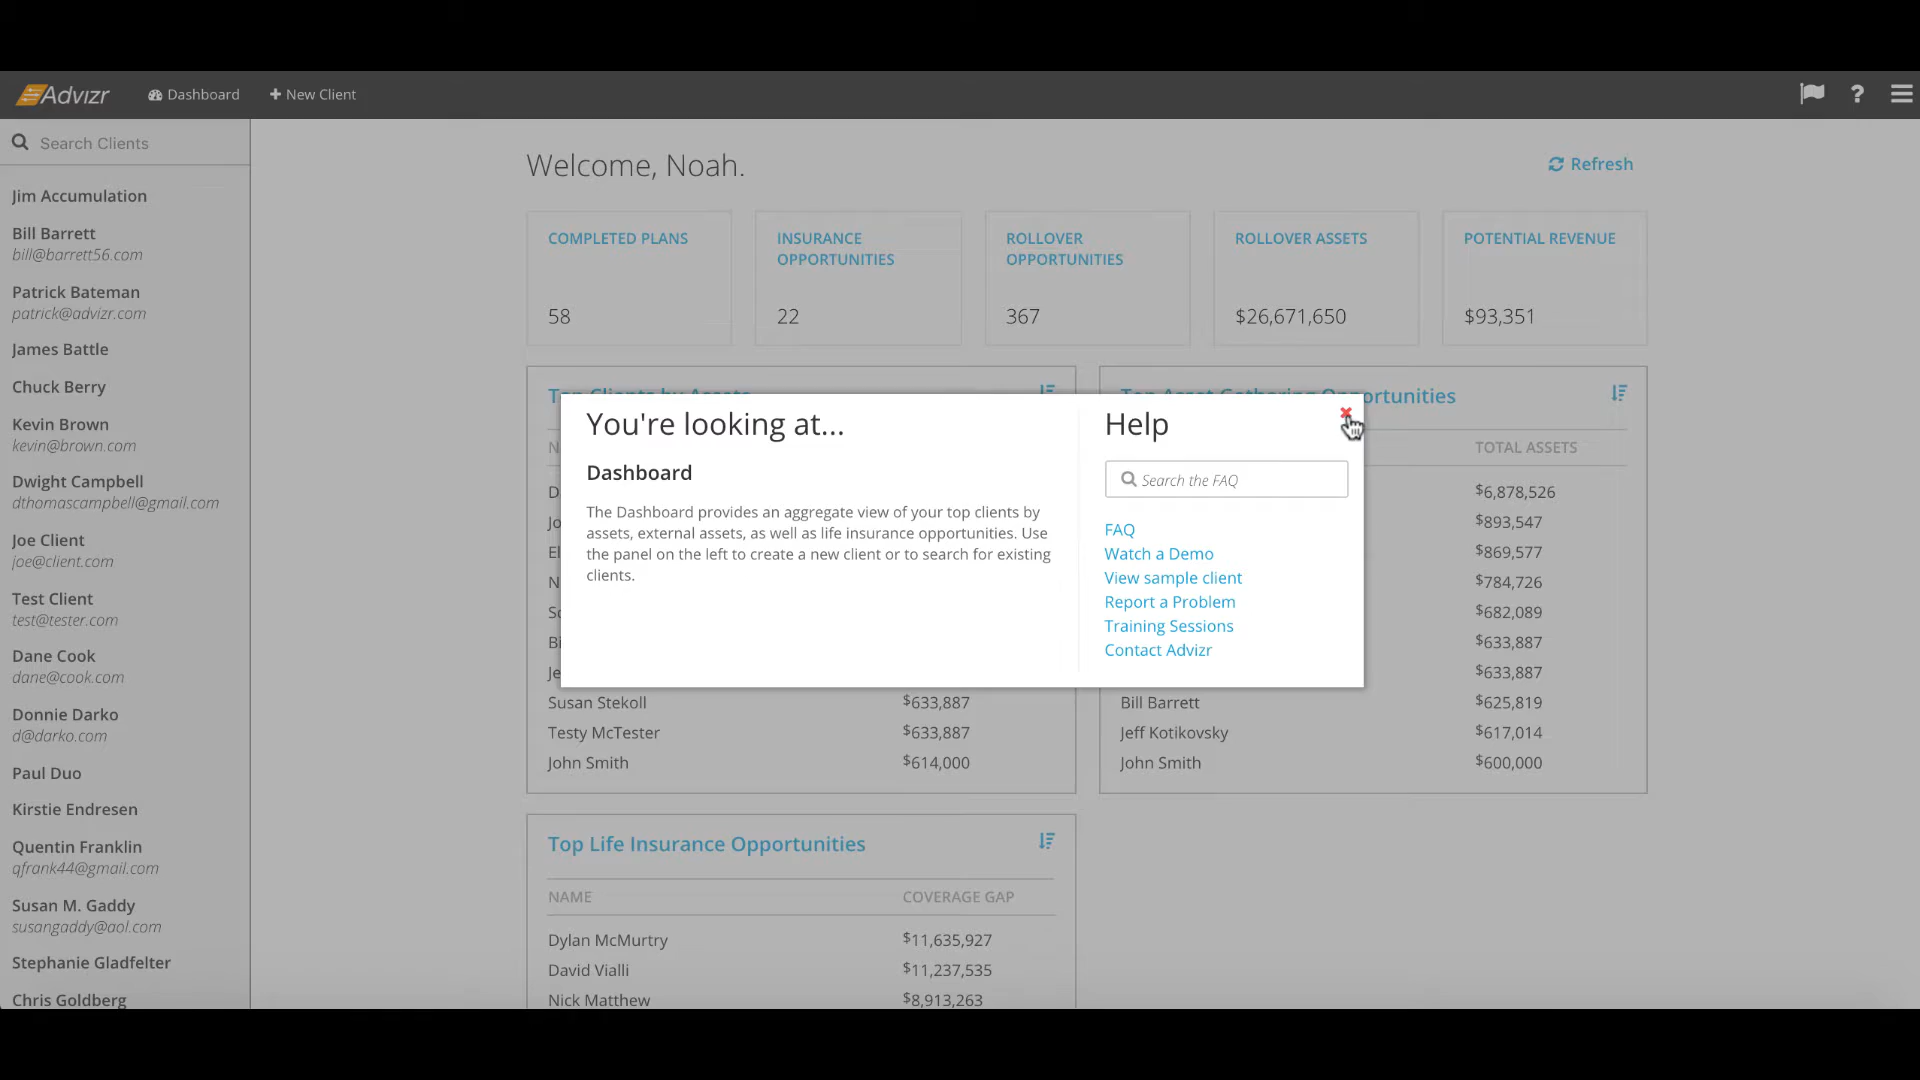 Advizr
Dashboard
New Client
Search Clients
Jim Accumulation
Bill Barrett
bill@barrett56.com
Patrick Bateman
patrick@advizr.com
James Battle
Chuck Berry
Kevin Brown
kevin@brown.com
Dwight Campbell
dthomascampbell@gmail.com
Joe Client
joe@client.com
Test Client
test@tester.com
Dane Cook
dane@cook.com
Donnie Darko
d@darko.com
Paul Duo
Kirstie Endresen
Quentin Franklin
qfrank44@gmail.com
Susan M. Gaddy
susangaddy@aol.com
Stephanie Gladfelter
Chris Goldberg
Welcome, Noah.
Refresh
COMPLETED PLANS
58
INSURANCE
OPPORTUNITIES
22
ROLLOVER
OPPORTUNITIES
367
ROLLOVER ASSETS
$26,671,650
POTENTIAL REVENUE
$93,351
You're looking at...
Dashboard
The Dashboard provides an aggregate view of your top clients by
assets, external assets, as well as life insurance opportunities. Use
the panel on the left to create a new client or to search for existing
clients.
Help
Search the FAQ
FAQ
Watch a Demo
View sample client
Report a Problem
Training Sessions
Contact Advizr
Susan Stekoll $633,887
Testy McTester $633,887
John Smith $614,000
TOTAL ASSETS
$6,878,526
$893,547
$869,577
$784,726
$682,089
$633,887
$633,887
Bill Barrett $625,819
Jeff Kotikovsky $617,014
John Smith $600,000
Top Life Insurance Opportunities
NAME COVERAGE GAP
Dylan McMurtry $11,635,927
David Vialli $11,237,535
Nick Matthew $8,913,263